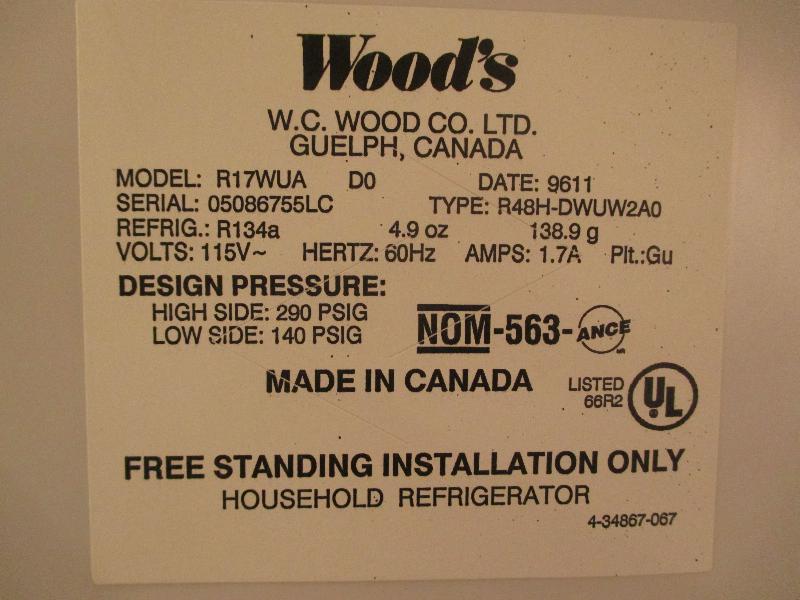 Wood's
W.C. WOOD CO. LTD.
GUELPH, CANADA
MODEL: R17WUA D0 DATE: 9611
SERIAL: 05086755LC TYPE: R48H-DWUW2A0
REFRIG.: R134a 4.9 oz 138.9 g
VOLTS: 115V~ HERTZ: 60Hz AMPS: 1.7A Plt.:Gu
DESIGN PRESSURE:
HIGH SIDE: 290 PSIG
LOW SIDE: 140 PSIG
NOM-563-ANCE
MADE IN CANADA
LISTED
66R2
UL
FREE STANDING INSTALLATION ONLY
HOUSEHOLD REFRIGERATOR
4-34867-067